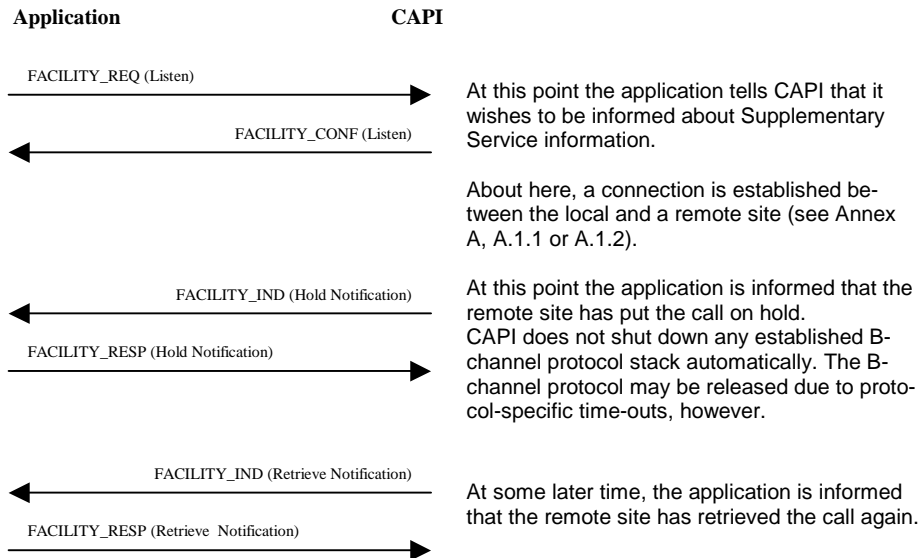 Application CAPI
FACILITY_REQ (Listen)
At this point the application tells CAPI that it
wishes to be informed about Supplementary
Service information.
FACILITY_CONF (Listen)
About here, a connection is established be-
tween the local and a remote site (see Annex
A, A.1.1 or A.1.2).
FACILITY_IND (Hold Notification)
At this point the application is informed that the
remote site has put the call on hold.
CAPI does not shut down any established B-
channel protocol stack automatically. The B-
channel protocol may be released due to proto-
col-specific time-outs, however.
FACILITY_RESP (Hold Notification)
FACILITY_IND (Retrieve Notification)
At some later time, the application is informed
that the remote site has retrieved the call again.
FACILITY_RESP (Retrieve Notification)